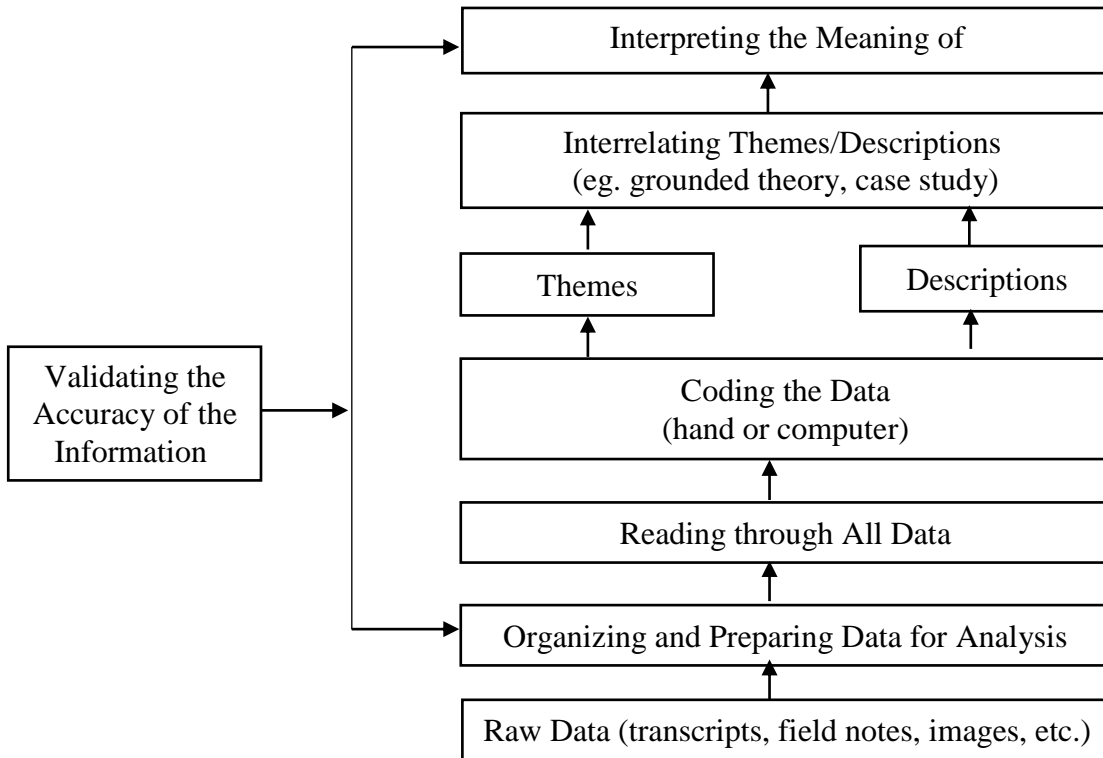 Interpreting the Meaning of
Interrelating Themes/Descriptions
(eg. grounded theory, case study)
Themes
Descriptions
Validating the
Accuracy of the
Information
Coding the Data
(hand or computer)
Reading through All Data
Organizing and Preparing Data for Analysis
Raw Data (transcripts, field notes, images, etc.)